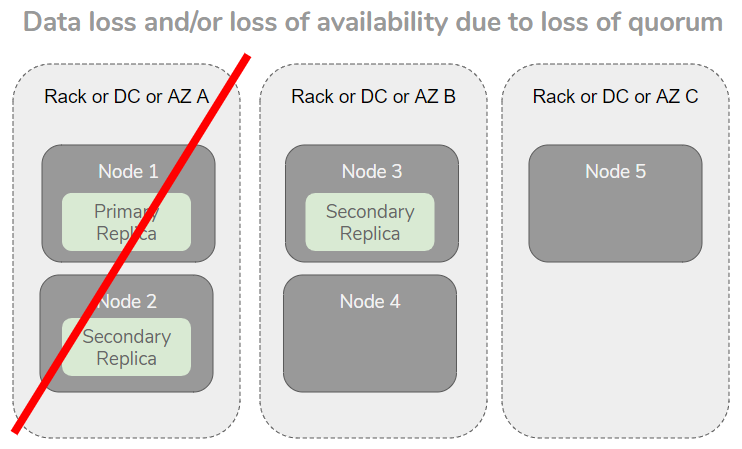 Data loss and/or loss of availability due to loss of quorum
Rack or DC or AZ A
Node 1
Primary
Replica
Node 2
Secondary
Replica
Rack or DC or AZ B
Node 3
Secondary
Replica
Node 4
Rack or DC or AZ C
Node 5